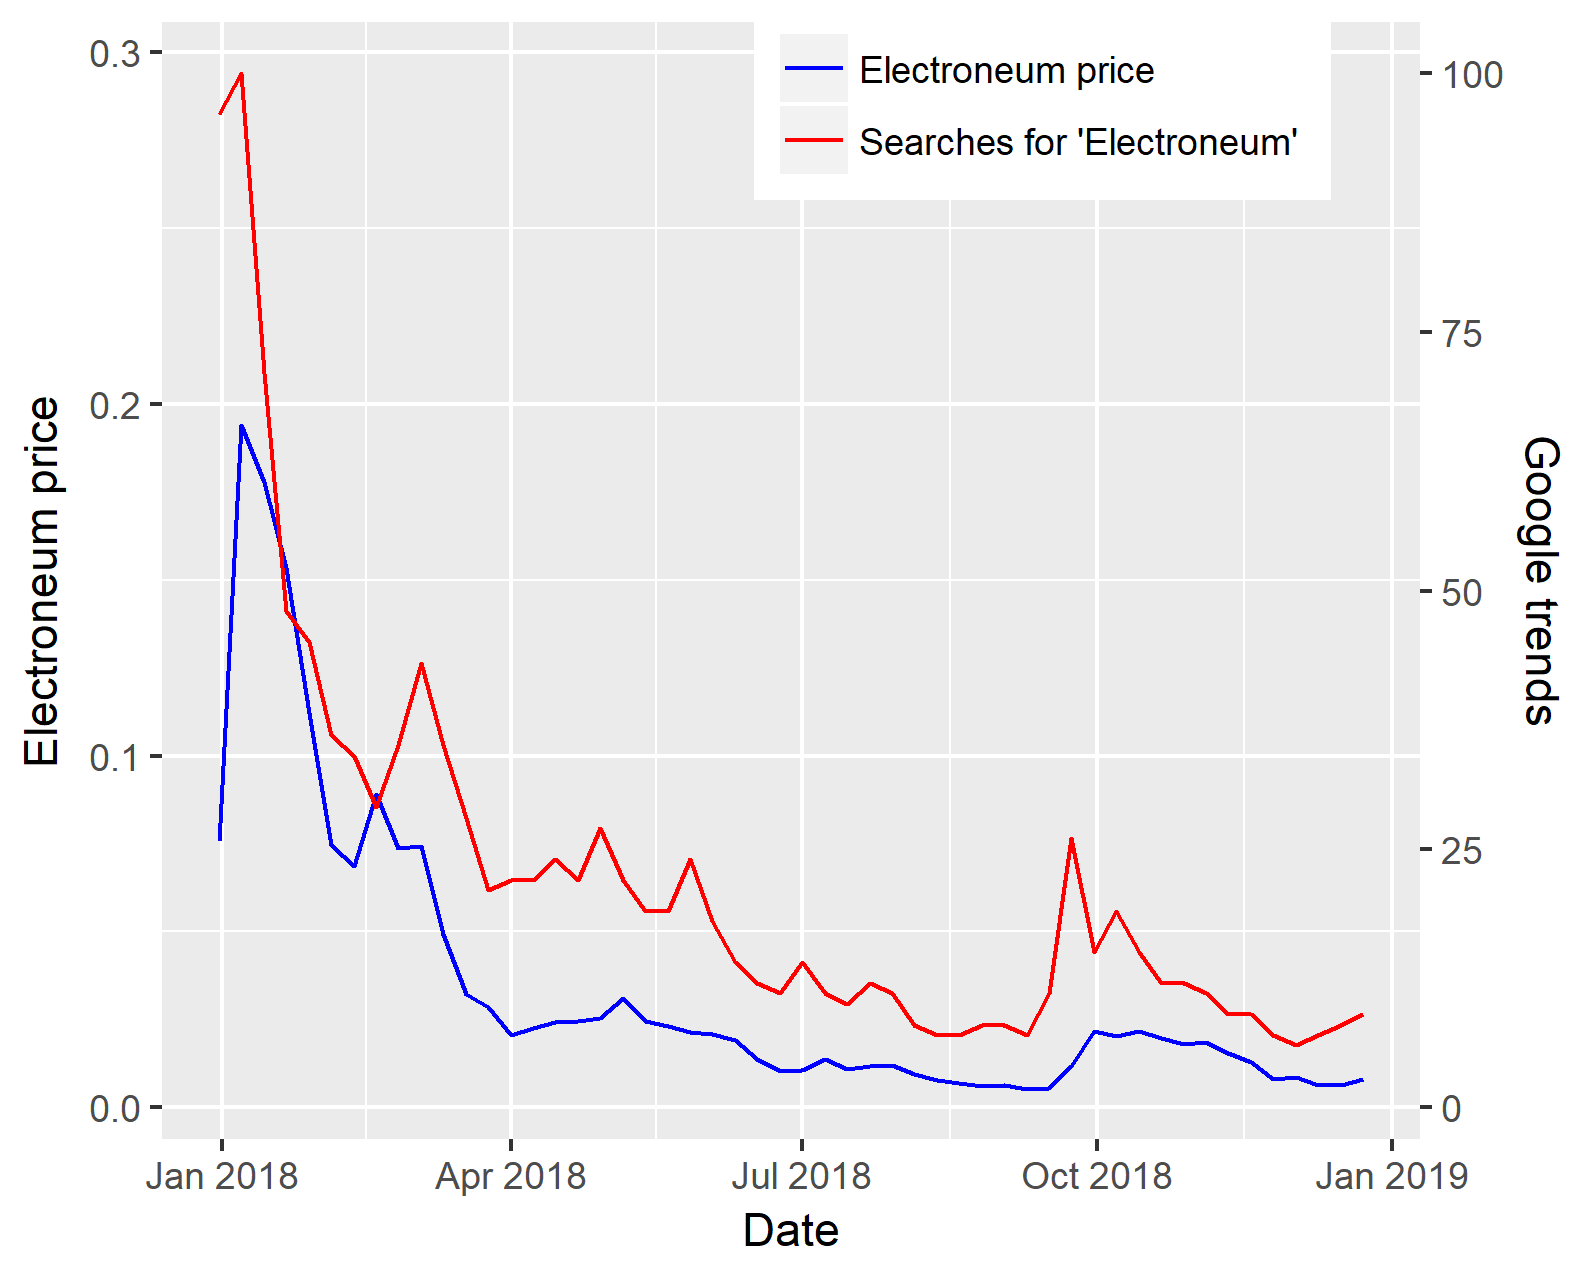 Electroneum price
Searches for 'Electroneum'
0.3
0.2
0.1
0.0
Electroneum price
100
75
50
25
0
Google trends
Jan 2018
Apr 2018
Jul 2018
Oct 2018
Jan 2019
Date